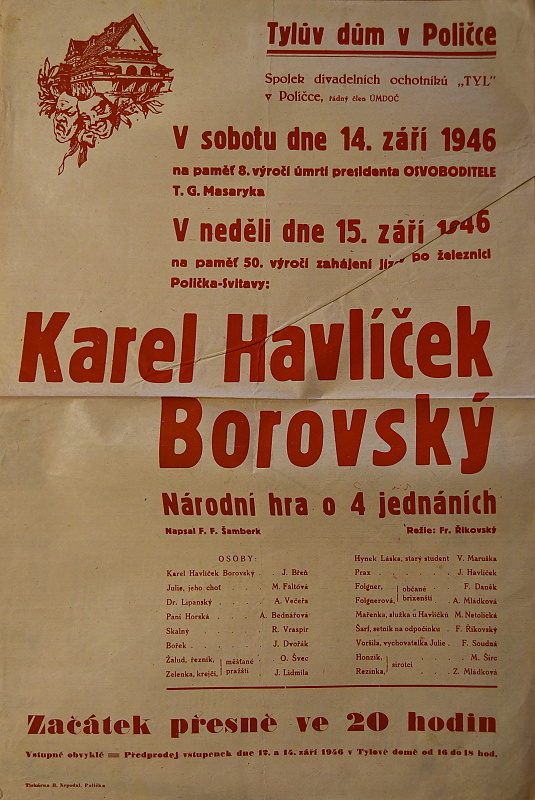 Tylův dům v Poličce
Spolek divadelních ochotníků „TYL"
v Poličce, řádný člen ÚMDOČ
V sobotu dne 14. září 1946
na paměť 8. výročí úmrtí presidenta OSVOBODITELE
T. G. Masaryka
V neděli dne 15. září 1946
na paměť 50. výročí zahájení jízd po železnici
Polička-Svitavy:
Karel Havlíček
Borovský
Národní hra o 4 jednáních
Napsal F. F. Šamberk Režie: Fr. Říkovský
OSOBY:
Karel Havlíček Borovský . . J. Břeň
Julie, jeho choť . . . M. Faltová
Dr. Lipanský . . . . A. Večeřa
Paní Horská . . . A. Bednářová
Skalný . . . . . R. Vraspír
Bořek . . . . . J. Dvořák
Žalud, řezník, měšťané . O. Švec
Zelenka, krejčí, pražští . J. Lidmila
Hynek Láska, starý student V. Maruška
Prax . . . . . J. Havlíček
Folgner, občané . . F. Daněk
Folgnerová, brixenští . A. Mládková
Mařenka, služka u Havlíčků M. Netolická
Šarf, setník na odpočinku . F. Říkovský
Voršila, vychovatelka Julie . F. Soudná
Honzík, sirotci . . M. Širc
Rezinka, . . Z. Mládková
Začátek přesně ve 20 hodin
Vstupné obvyklé — Předprodej vstupenek dne 12. a 14. září 1946 v Tylově domě od 16 do 18 hod.
Tiskárna B. Nepodal, Polička